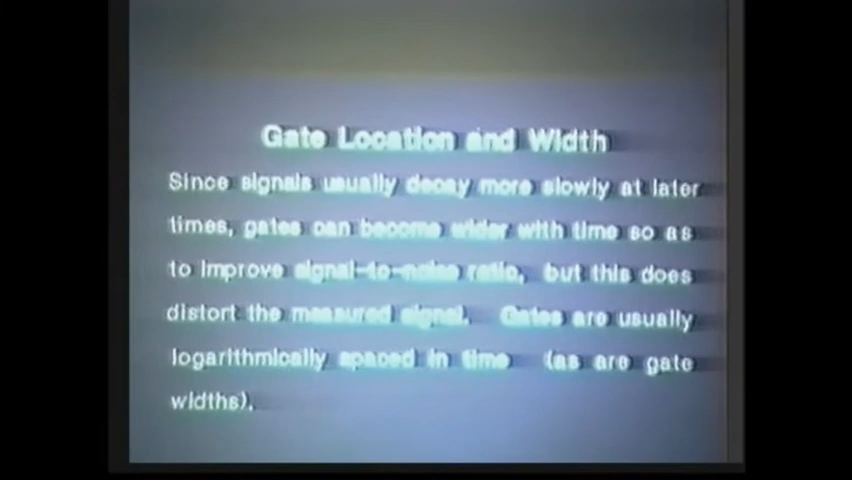 Gate Location and Width
Since signals usually decay more slowly at later
times, gates can become wider with time so as
to improve signal-to-noise ratio, but this does
distort the measured signal. Gates are usually
logarithmically spaced in time (as are gate
widths).